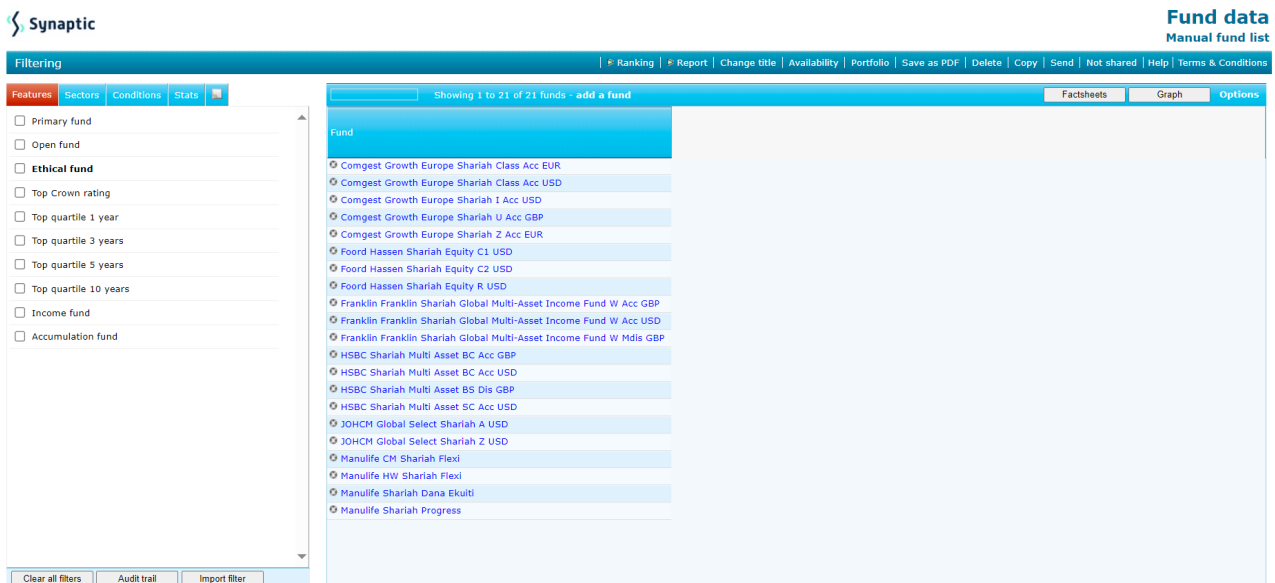 Synaptic
Fund data
Manual fund list
Filtering
Ranking | Report | Change title | Availability | Portfolio | Save as PDF | Delete | Copy | Send | Not shared | Help | Terms & Conditions
Features Sectors Conditions Stats
Showing 1 to 21 of 21 funds - add a fund
Factsheets Graph Options
Primary fund
Open fund
Ethical fund
Top Crown rating
Top quartile 1 year
Top quartile 3 years
Top quartile 5 years
Top quartile 10 years
Income fund
Accumulation fund
Clear all filters Audit trail Import filter
Fund
Comgest Growth Europe Shariah Class Acc EUR
Comgest Growth Europe Shariah Class Acc USD
Comgest Growth Europe Shariah I Acc USD
Comgest Growth Europe Shariah U Acc GBP
Comgest Growth Europe Shariah Z Acc EUR
Foord Hassen Shariah Equity C1 USD
Foord Hassen Shariah Equity C2 USD
Foord Hassen Shariah Equity R USD
Franklin Franklin Shariah Global Multi-Asset Income Fund W Acc GBP
Franklin Franklin Shariah Global Multi-Asset Income Fund W Acc USD
Franklin Franklin Shariah Global Multi-Asset Income Fund W Mdis GBP
HSBC Shariah Multi Asset BC Acc GBP
HSBC Shariah Multi Asset BC Acc USD
HSBC Shariah Multi Asset BS Dis GBP
HSBC Shariah Multi Asset SC Acc USD
JOHCM Global Select Shariah A USD
JOHCM Global Select Shariah Z USD
Manulife CM Shariah Flexi
Manulife HW Shariah Flexi
Manulife Shariah Dana Ekuiti
Manulife Shariah Progress